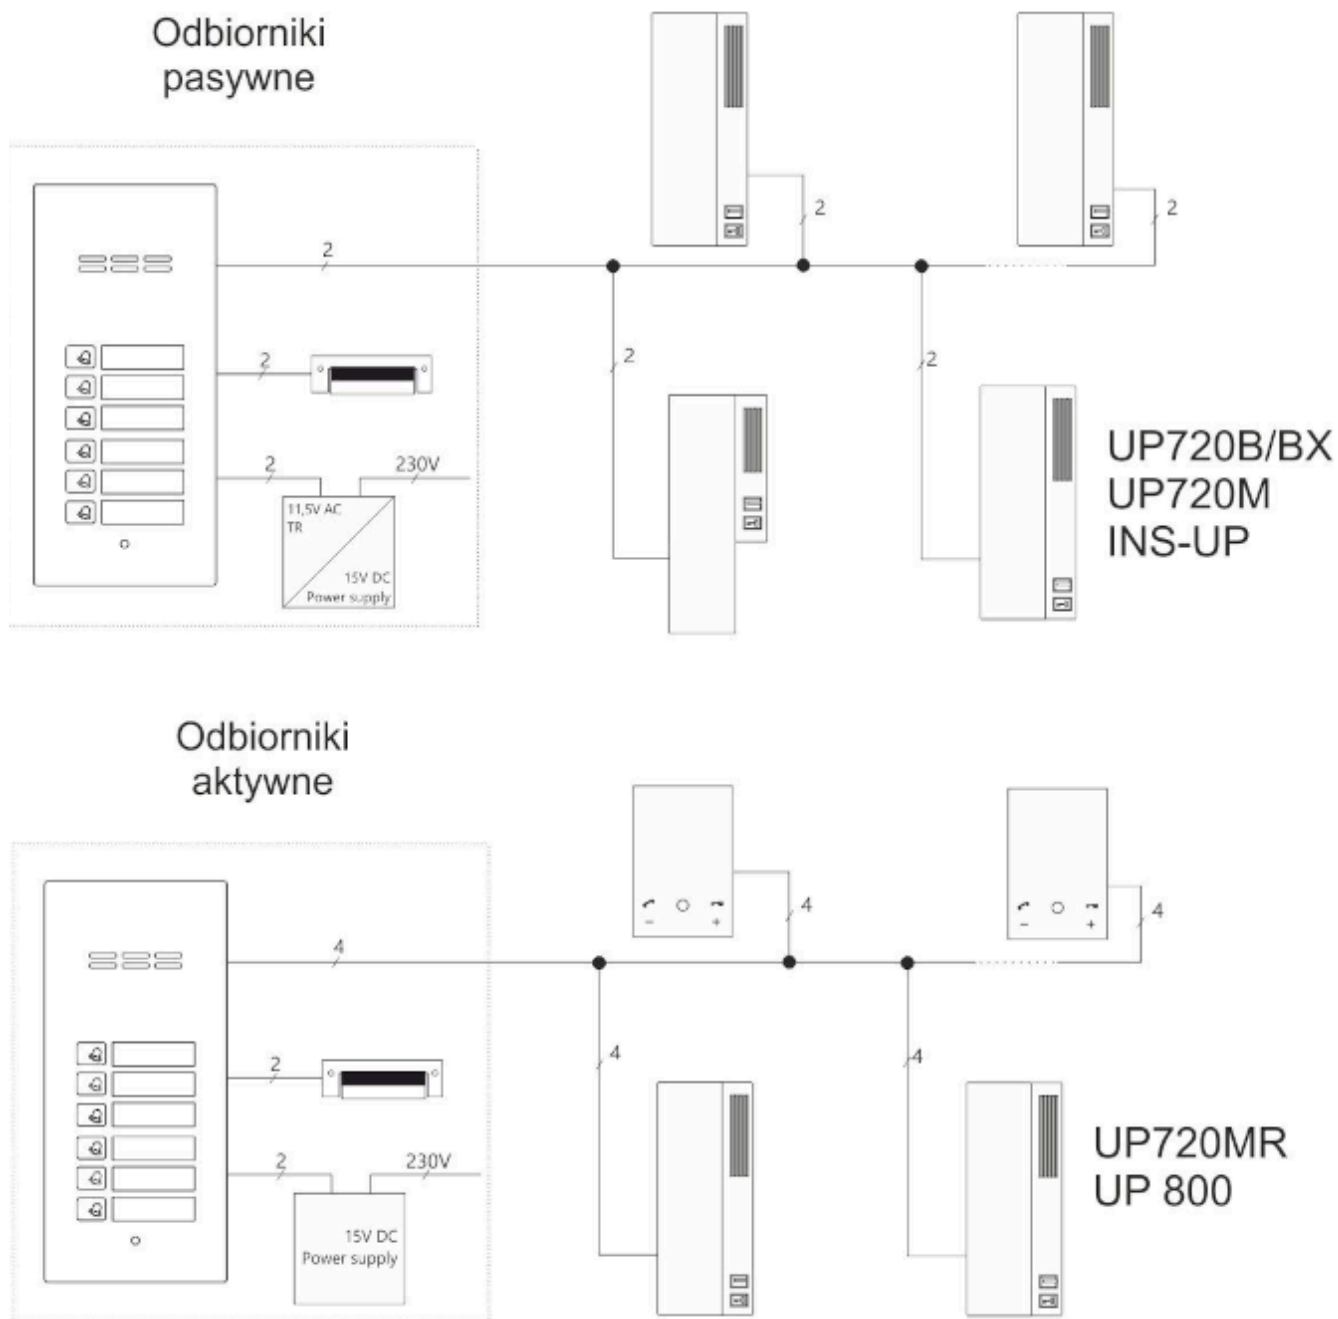 Odbiorniki
pasywne
2
2
2
2
2
2
2
230V
11,5V AC
TR
15V DC
Power supply
UP720B/BX
UP720M
INS-UP
Odbiorniki
aktywne
4
4
4
4
4
2
2
230V
15V DC
Power supply
- +
- +
UP720MR
UP 800